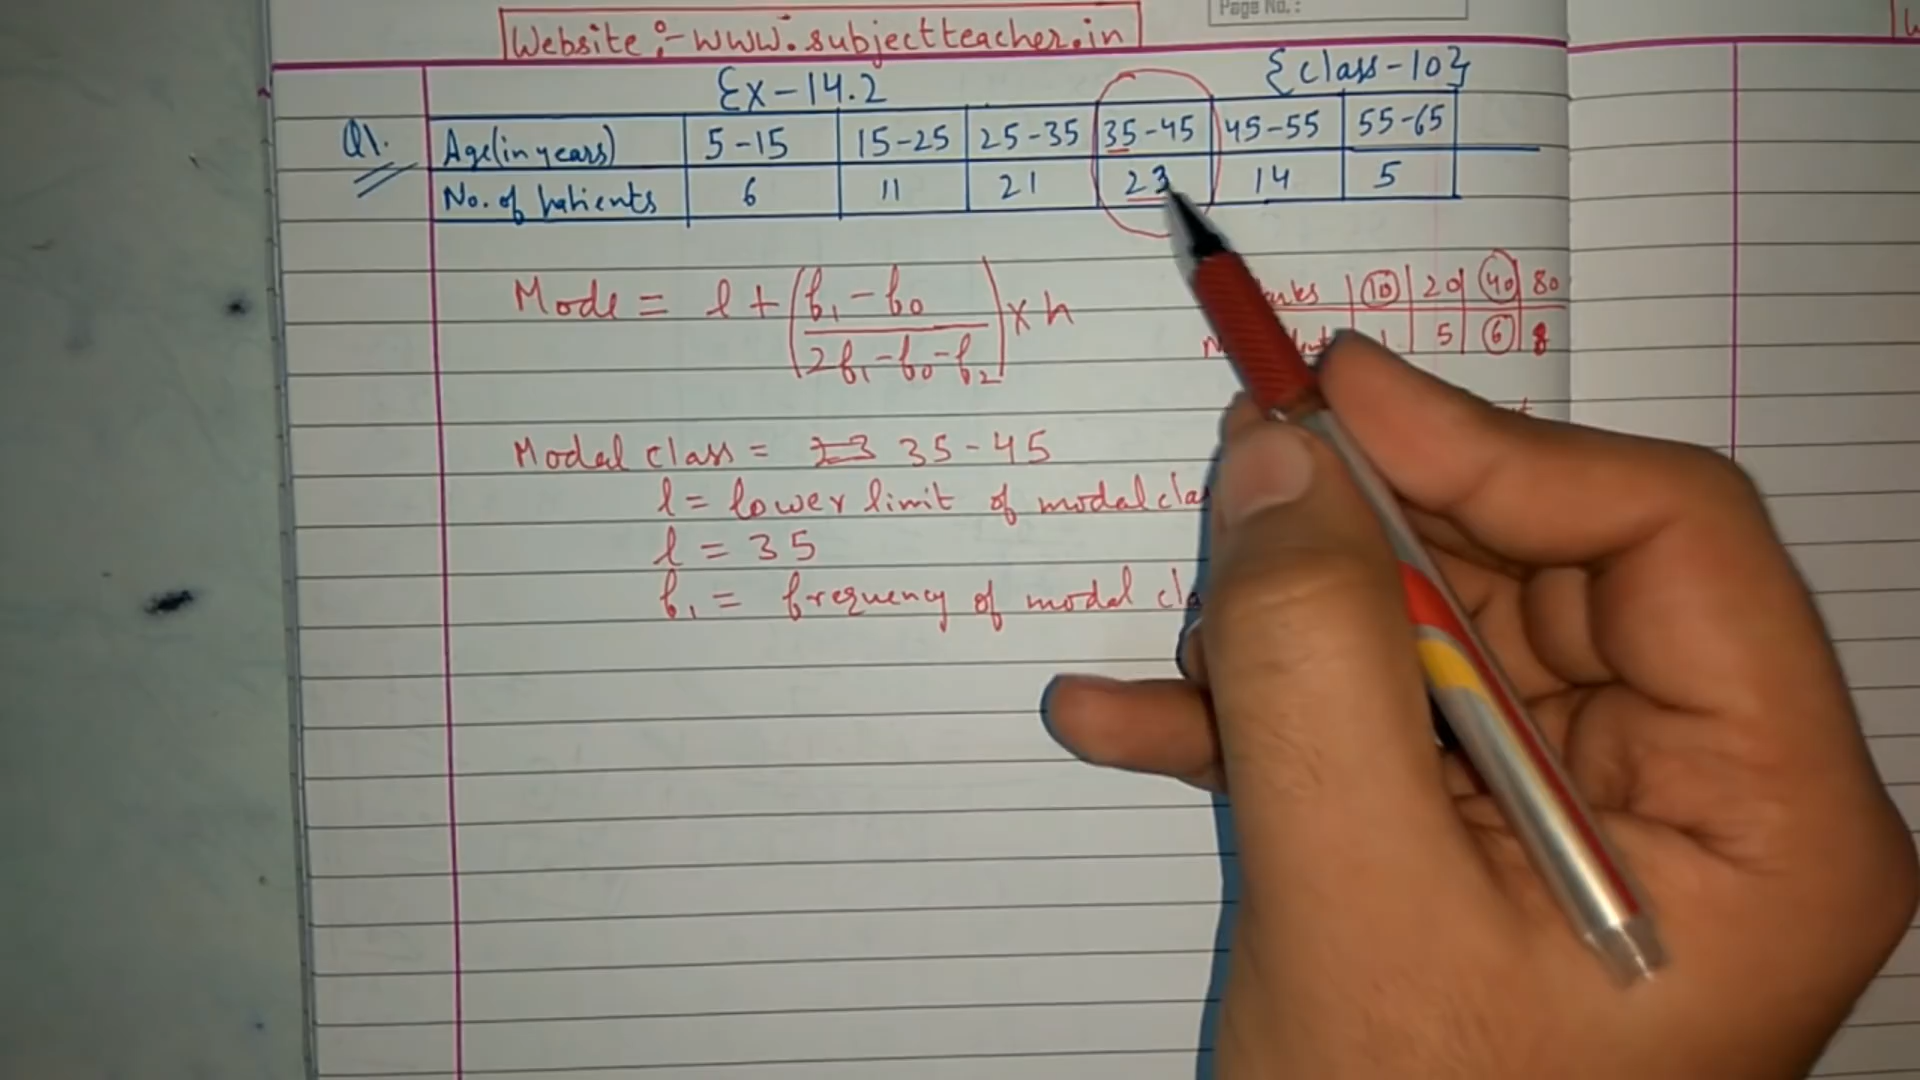 Website :- www.subjectteacher.in
Page No. :
Ex-14.2
{Class-10}
Q1.
Age(in years) 5-15 15-25 25-35 35-45 45-55 55-65
No. of patients 6 11 21 23 14 5
Mode = l + (f₁ - f₀ / 2f₁ - f₀ - f₂) × h
10 20 40 80
5 6 8
Modal class = 23 35-45
l = lower limit of modal
l = 35
f₁ = frequency of modal